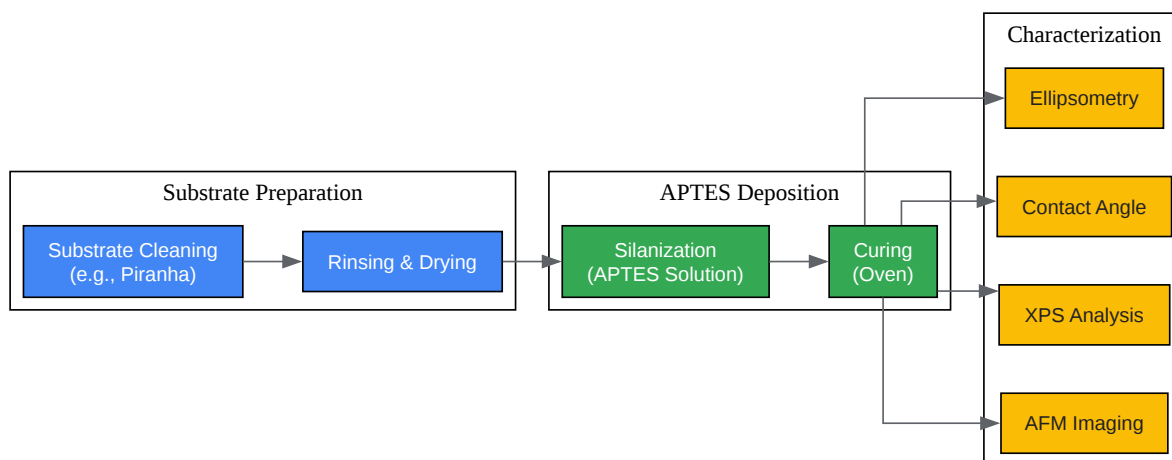 Substrate Preparation
Substrate Cleaning
(e.g., Piranha)
Rinsing & Drying
APTES Deposition
Silanization
(APTES Solution)
Curing
(Oven)
Characterization
Ellipsometry
Contact Angle
XPS Analysis
AFM Imaging